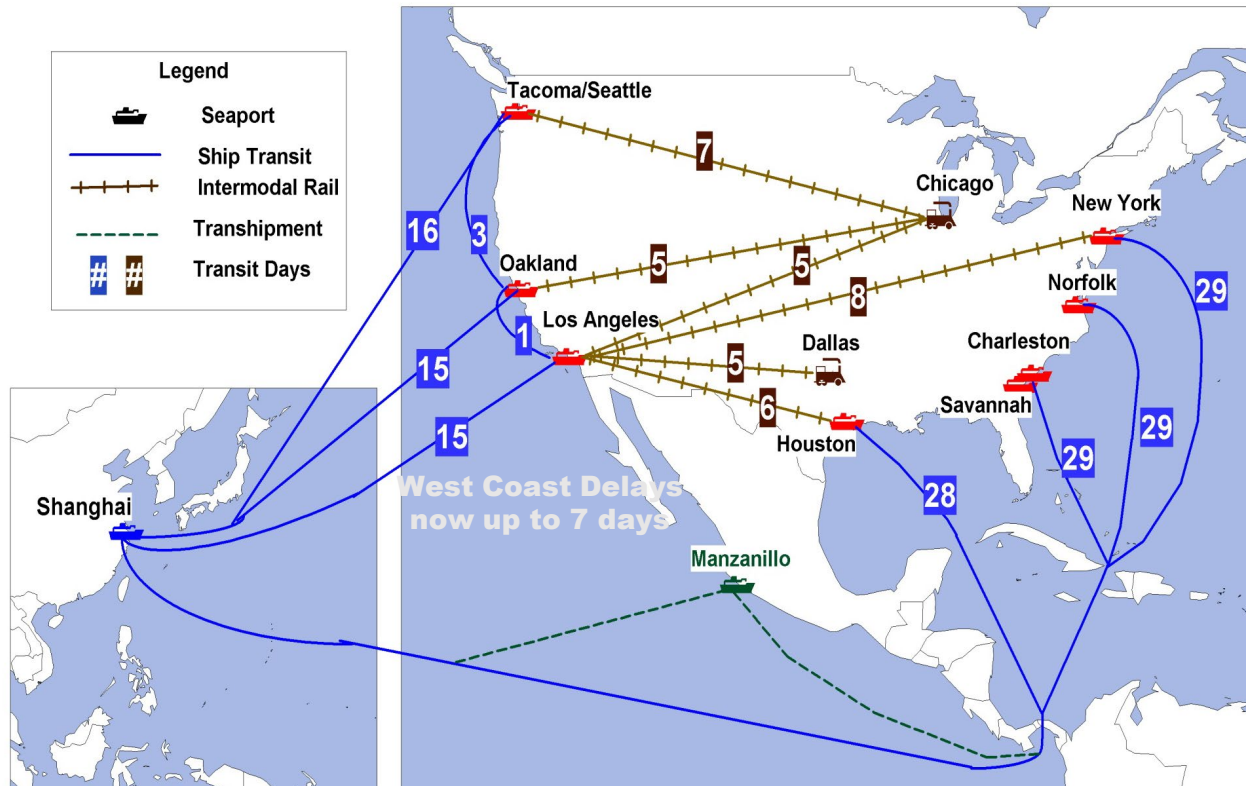 Legend
Seaport
Ship Transit
Intermodal Rail
Transhipment
# # Transit Days
Tacoma/Seattle
7
Chicago
New York
16
3
5
5
8
29
Oakland
Norfolk
Los Angeles
1
Dallas
Charleston
15
5
6
Savannah
Houston
15
29
29
28
West Coast Delays
now up to 7 days
Shanghai
Manzanillo